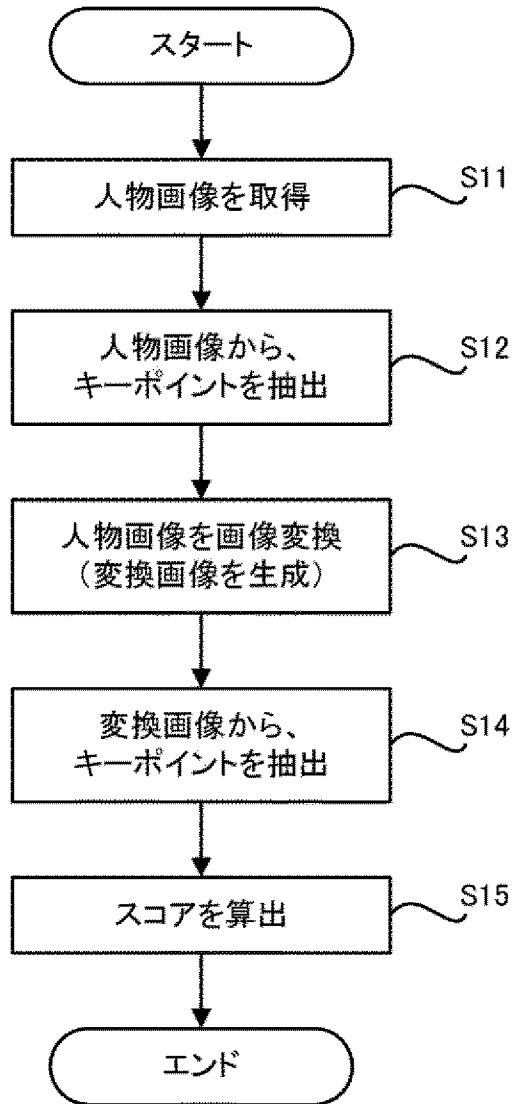 スタート
人物画像を取得
S11
人物画像から、
キーポイントを抽出
S12
人物画像を画像変換
（変換画像を生成）
S13
変換画像から、
キーポイントを抽出
S14
スコアを算出
S15
エンド